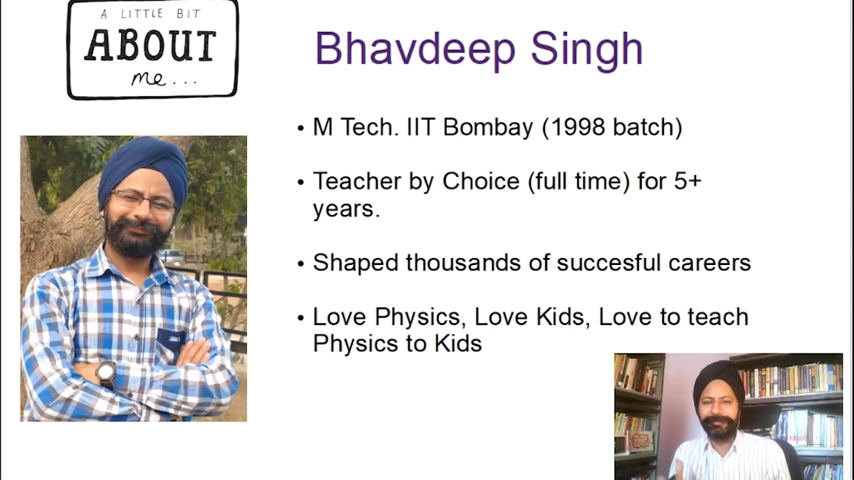 A LITTLE BIT
ABOUT
me...
Bhavdeep Singh
• M Tech. IIT Bombay (1998 batch)
• Teacher by Choice (full time) for 5+
years.
• Shaped thousands of succesful careers
• Love Physics, Love Kids, Love to teach
Physics to Kids